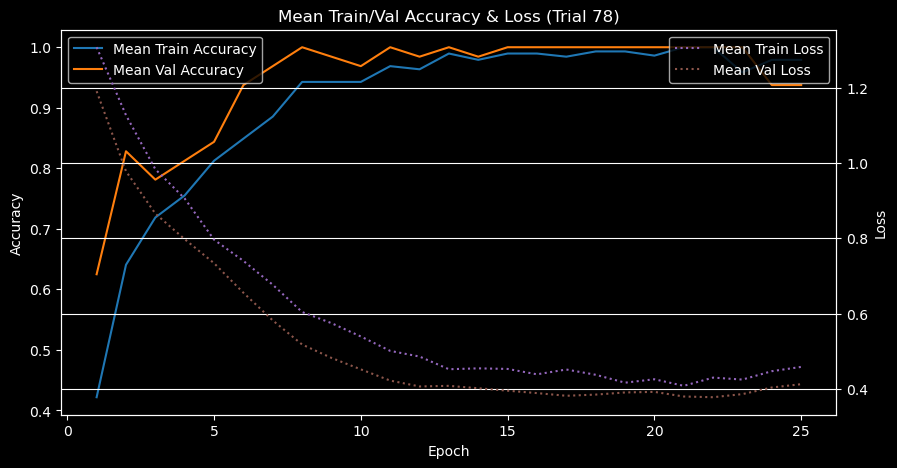 Mean Train/Val Accuracy & Loss (Trial 78)
Mean Train Accuracy
Mean Val Accuracy
Mean Train Loss
Mean Val Loss
1.0
0.9
0.8
0.7
0.6
0.5
0.4
Accuracy
1.2
1.0
0.8
0.6
0.4
Loss
0 5 10 15 20 25
Epoch